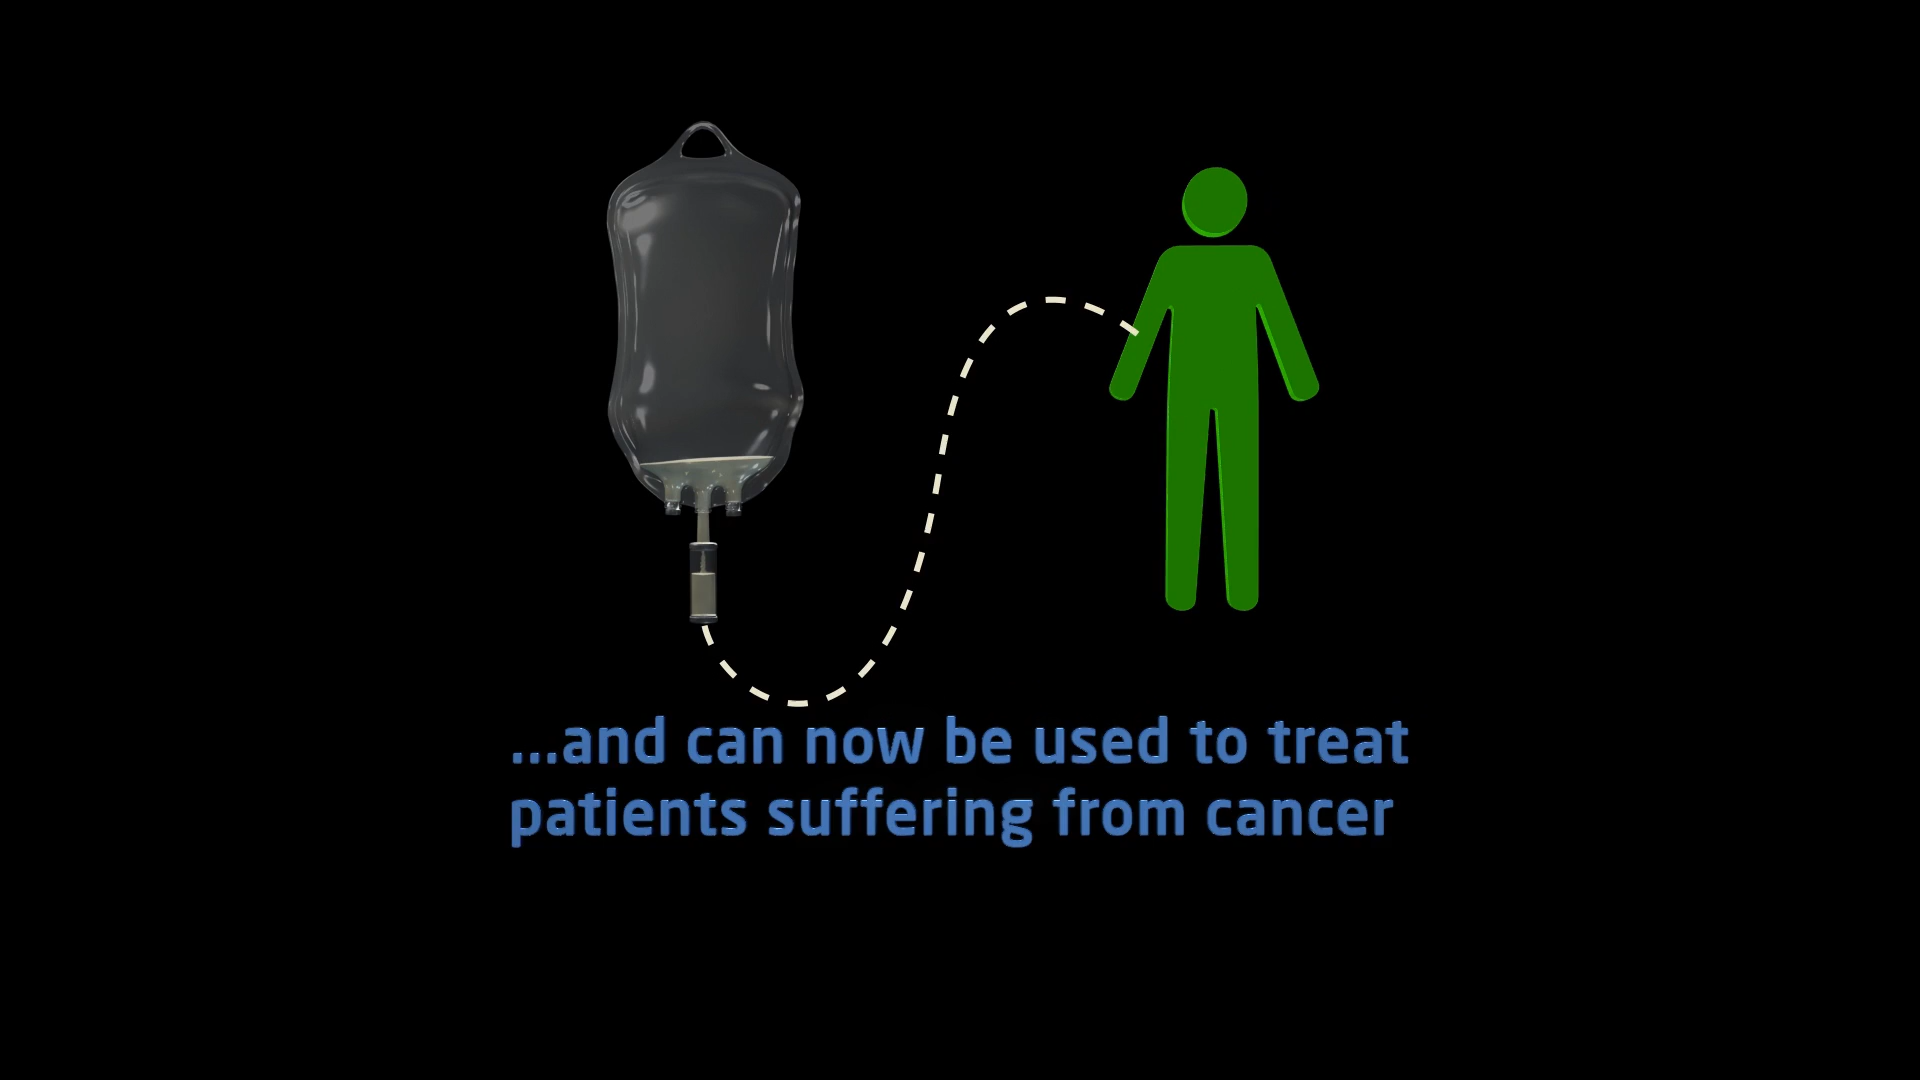 ...and can now be used to treat
patients suffering from cancer